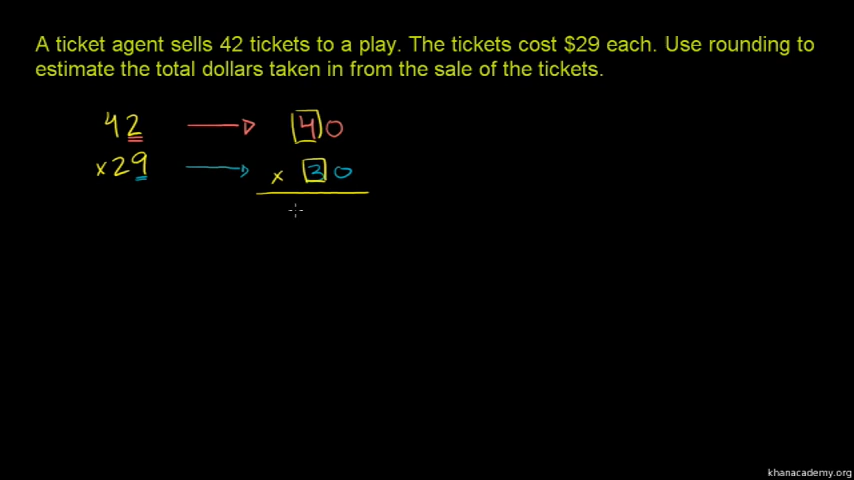 A ticket agent sells 42 tickets to a play. The tickets cost $29 each. Use rounding to
estimate the total dollars taken in from the sale of the tickets.
42 40
×29 × 30
khanacademy.org